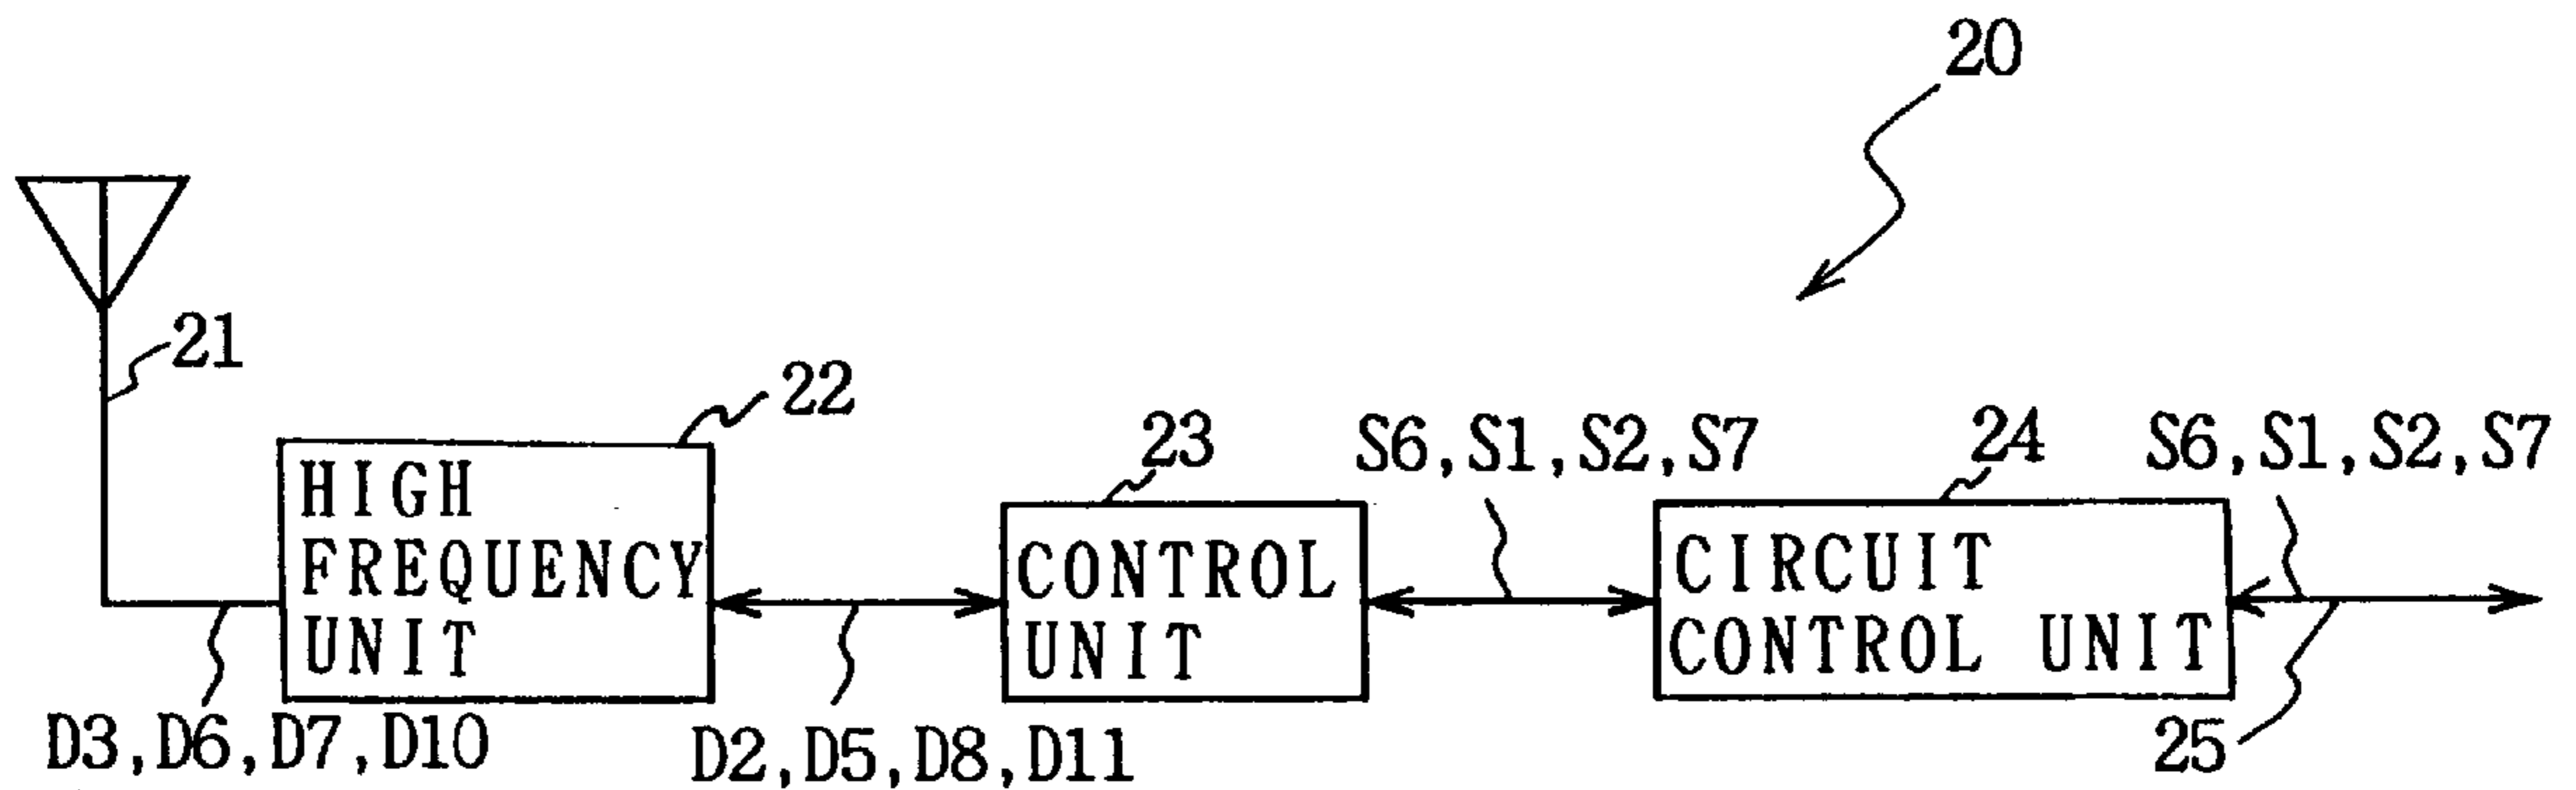 20
21
22
23
S6,S1,S2,S7
24
S6,S1,S2,S7
HIGH
FREQUENCY
UNIT
CONTROL
UNIT
CIRCUIT
CONTROL UNIT
D3,D6,D7,D10
D2,D5,D8,D11
25